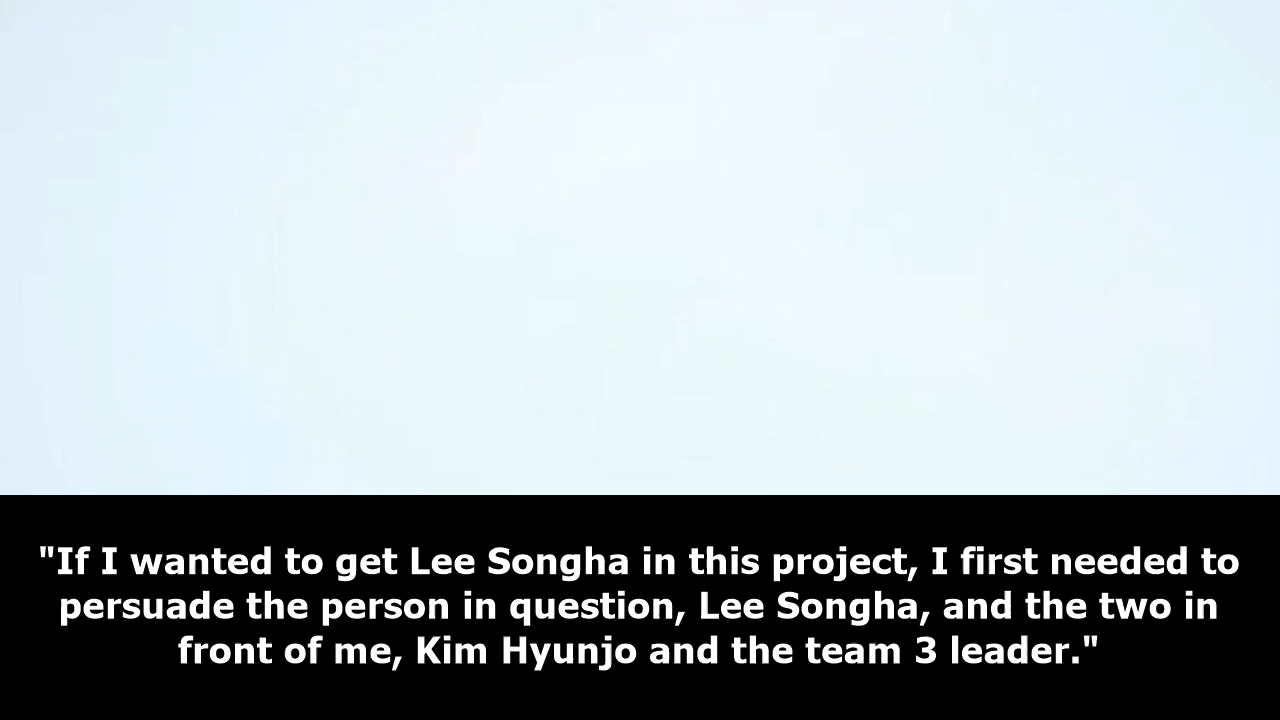 "If I wanted to get Lee Songha in this project, I first needed to
persuade the person in question, Lee Songha, and the two in
front of me, Kim Hyunjo and the team 3 leader."